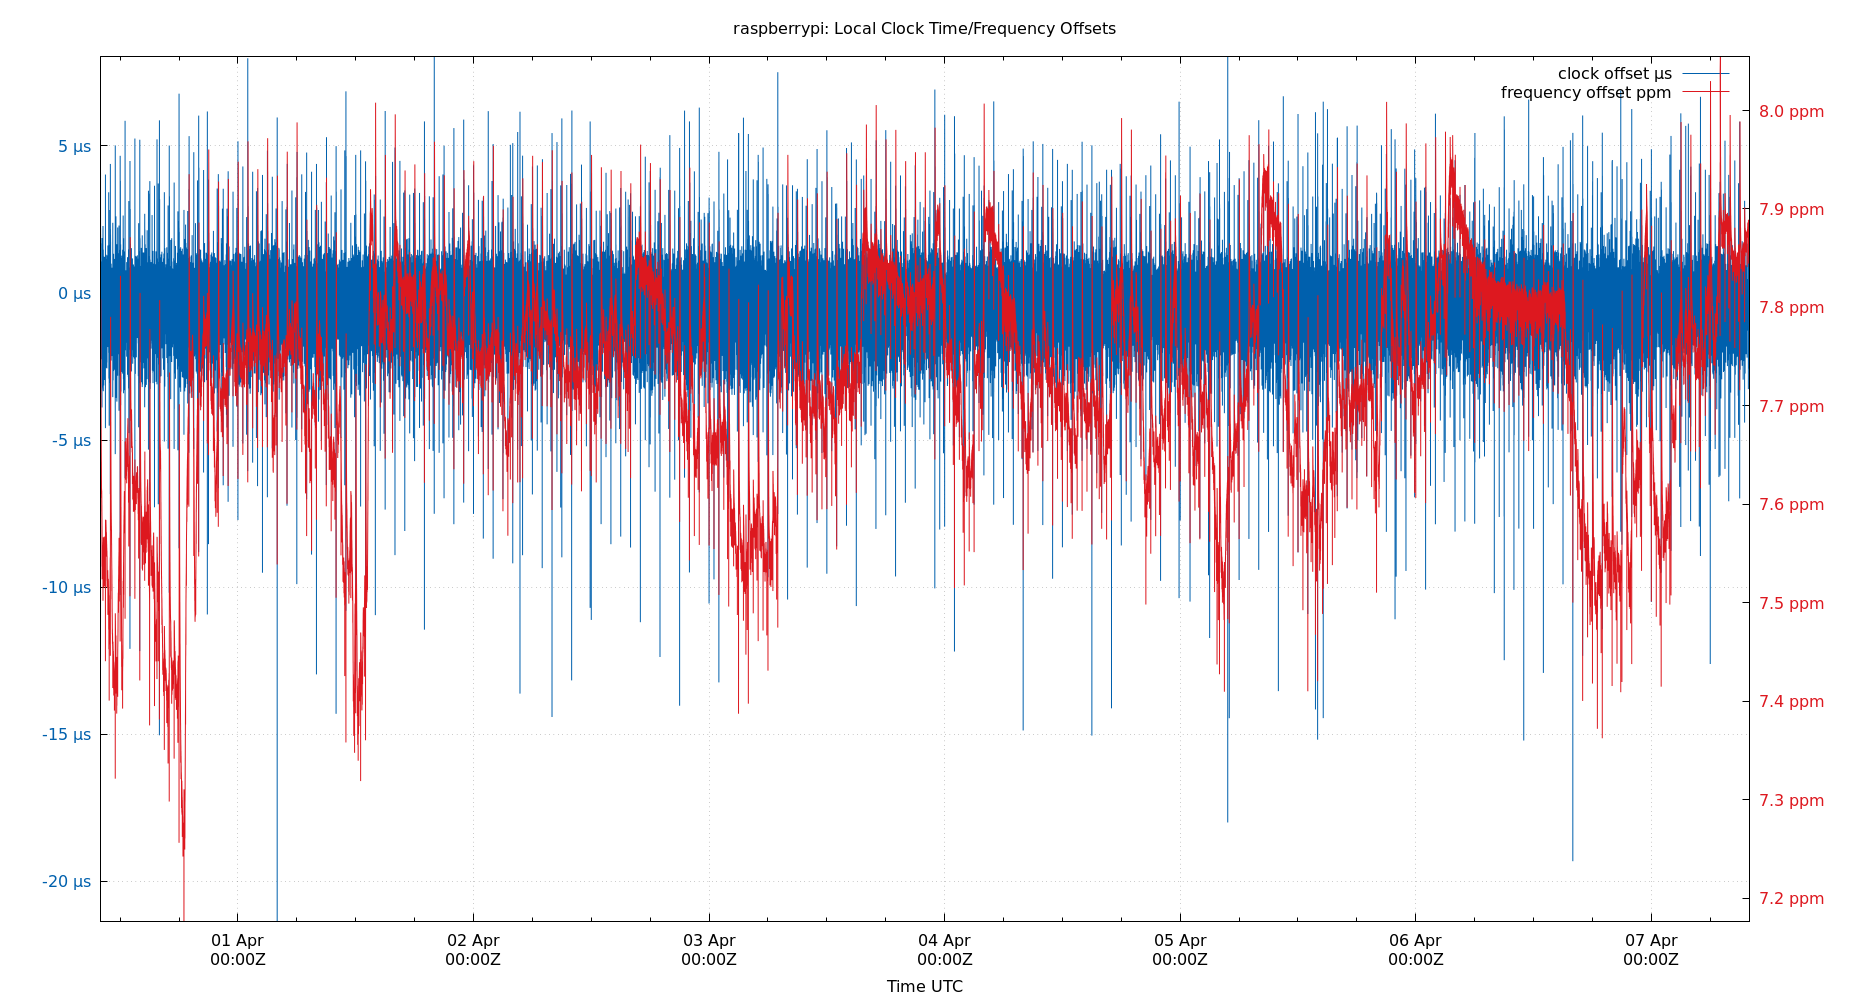 raspberrypi: Local Clock Time/Frequency Offsets
clock offset µs
frequency offset ppm
5 µs
0 µs
-5 µs
-10 µs
-15 µs
-20 µs
8.0 ppm
7.9 ppm
7.8 ppm
7.7 ppm
7.6 ppm
7.5 ppm
7.4 ppm
7.3 ppm
7.2 ppm
01 Apr
00:00Z
02 Apr
00:00Z
03 Apr
00:00Z
04 Apr
00:00Z
05 Apr
00:00Z
06 Apr
00:00Z
07 Apr
00:00Z
Time UTC